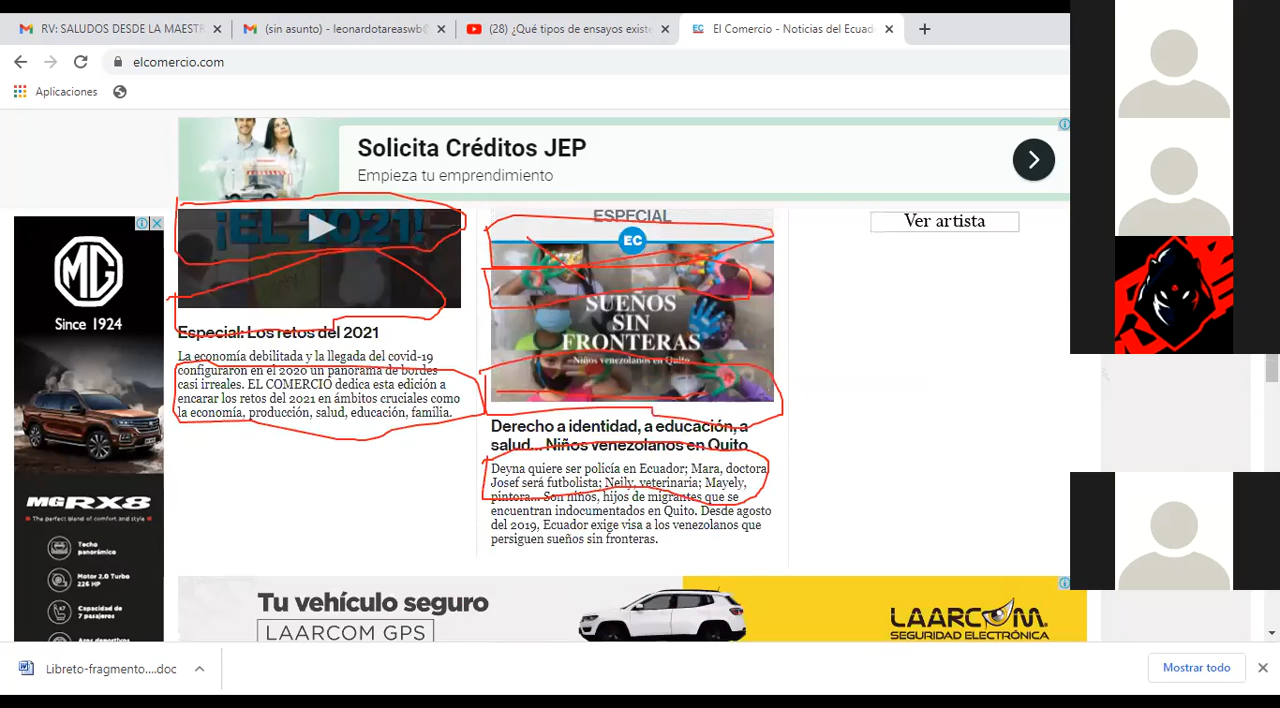 RV: SALUDOS DESDE LA MAESTR
(sin asunto) - leonardotareaswb@
(28) ¿Qué tipos de ensayos existe
EC El Comercio - Noticias del Ecuad
elcomercio.com
Aplicaciones
Solicita Créditos JEP
Empieza tu emprendimiento
MG
Since 1924
MG RX8
The perfect blend of comfort and style
Techo
panorámico
Motor 2.0 Turbo
226 HP
Capacidad de
7 pasajeros
¡EL 2021!
Especial: Los retos del 2021
La economía debilitada y la llegada del covid-19
configuraron en el 2020 un panorama de bordes
casi irreales. EL COMERCIO dedica esta edición a
encarar los retos del 2021 en ámbitos cruciales como
la economía, producción, salud, educación, familia.
ESPECIAL
EC
SUEÑOS
SIN
FRONTERAS
Niños venezolanos en Quito
Derecho a identidad, a educación, a
salud... Niños venezolanos en Quito
Deyna quiere ser policía en Ecuador; Mara, doctora
Josef será futbolista; Neily, veterinaria; Mayely,
pintora... Son niños, hijos de migrantes que se
encuentran indocumentados en Quito. Desde agosto
del 2019, Ecuador exige visa a los venezolanos que
persiguen sueños sin fronteras.
Ver artista
Tu vehículo seguro
LAARCOM GPS
LAARCOM
SEGURIDAD ELECTRÓNICA
Libreto-fragmento....doc
Mostrar todo